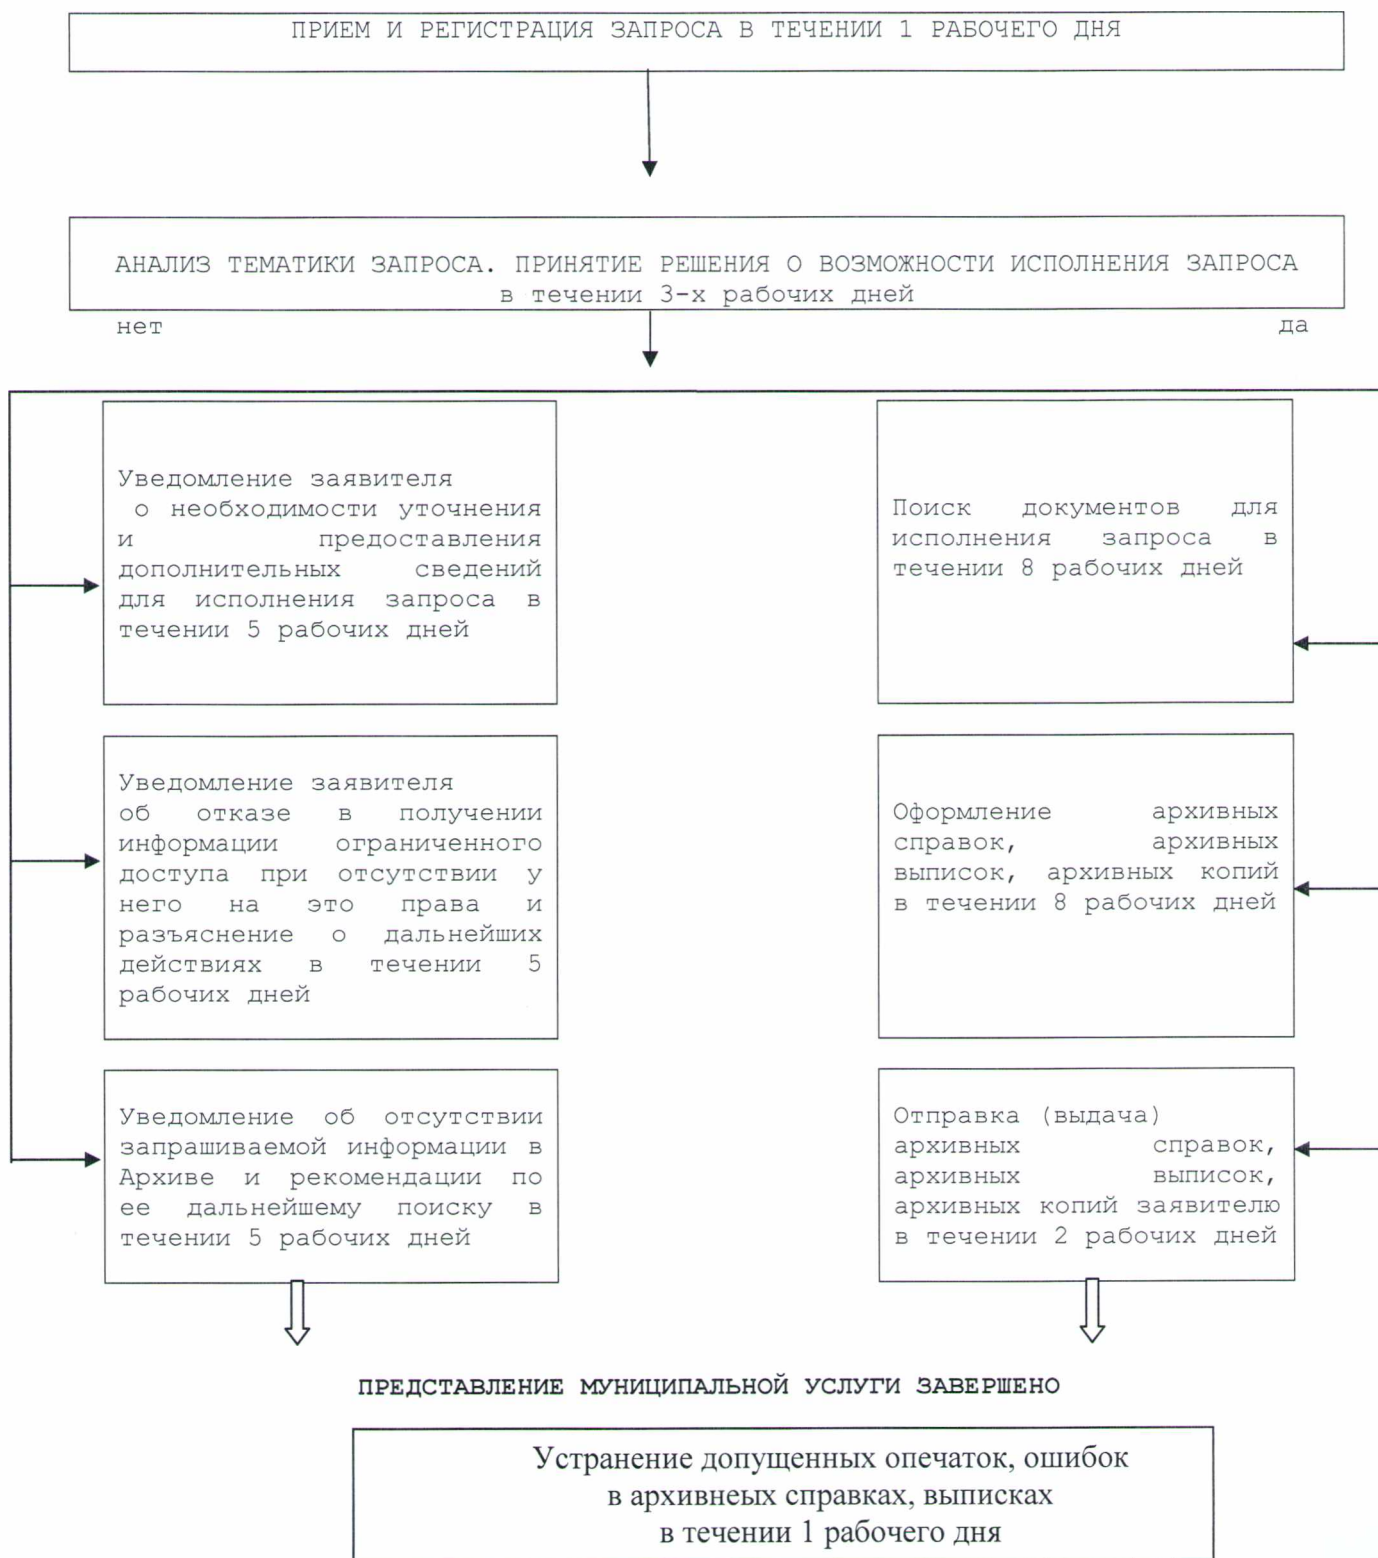 ПРИЕМ И РЕГИСТРАЦИЯ ЗАПРОСА В ТЕЧЕНИИ 1 РАБОЧЕГО ДНЯ
АНАЛИЗ ТЕМАТИКИ ЗАПРОСА. ПРИНЯТИЕ РЕШЕНИЯ О ВОЗМОЖНОСТИ ИСПОЛНЕНИЯ ЗАПРОСА
в течении 3-х рабочих дней
нет
да
Уведомление заявителя
о необходимости уточнения
и предоставления
дополнительных сведений
для исполнения запроса в
течении 5 рабочих дней
Поиск документов для
исполнения запроса в
течении 8 рабочих дней
Уведомление заявителя
об отказе в получении
информации ограниченного
доступа при отсутствии у
него на это права и
разъяснение о дальнейших
действиях в течении 5
рабочих дней
Оформление архивных
справок, архивных
выписок, архивных копий
в течении 8 рабочих дней
Уведомление об отсутствии
запрашиваемой информации в
Архиве и рекомендации по
ее дальнейшему поиску в
течении 5 рабочих дней
Отправка (выдача)
архивных справок,
архивных выписок,
архивных копий заявителю
в течении 2 рабочих дней
ПРЕДСТАВЛЕНИЕ МУНИЦИПАЛЬНОЙ УСЛУГИ ЗАВЕРШЕНО
Устранение допущенных опечаток, ошибок
в архивнеых справках, выписках
в течении 1 рабочего дня